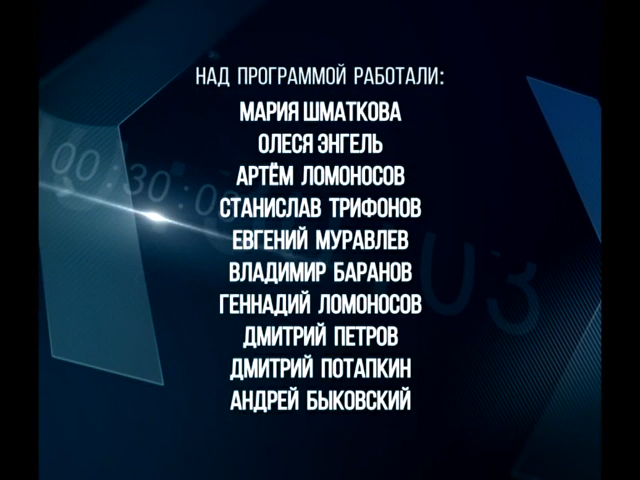 НАД ПРОГРАММОЙ РАБОТАЛИ:
МАРИЯ ШМАТКОВА
ОЛЕСЯ ЭНГЕЛЬ
АРТЁМ ЛОМОНОСОВ
СТАНИСЛАВ ТРИФОНОВ
ЕВГЕНИЙ МУРАВЛЕВ
ВЛАДИМИР БАРАНОВ
ГЕННАДИЙ ЛОМОНОСОВ
ДМИТРИЙ ПЕТРОВ
ДМИТРИЙ ПОТАПКИН
АНДРЕЙ БЫКОВСКИЙ